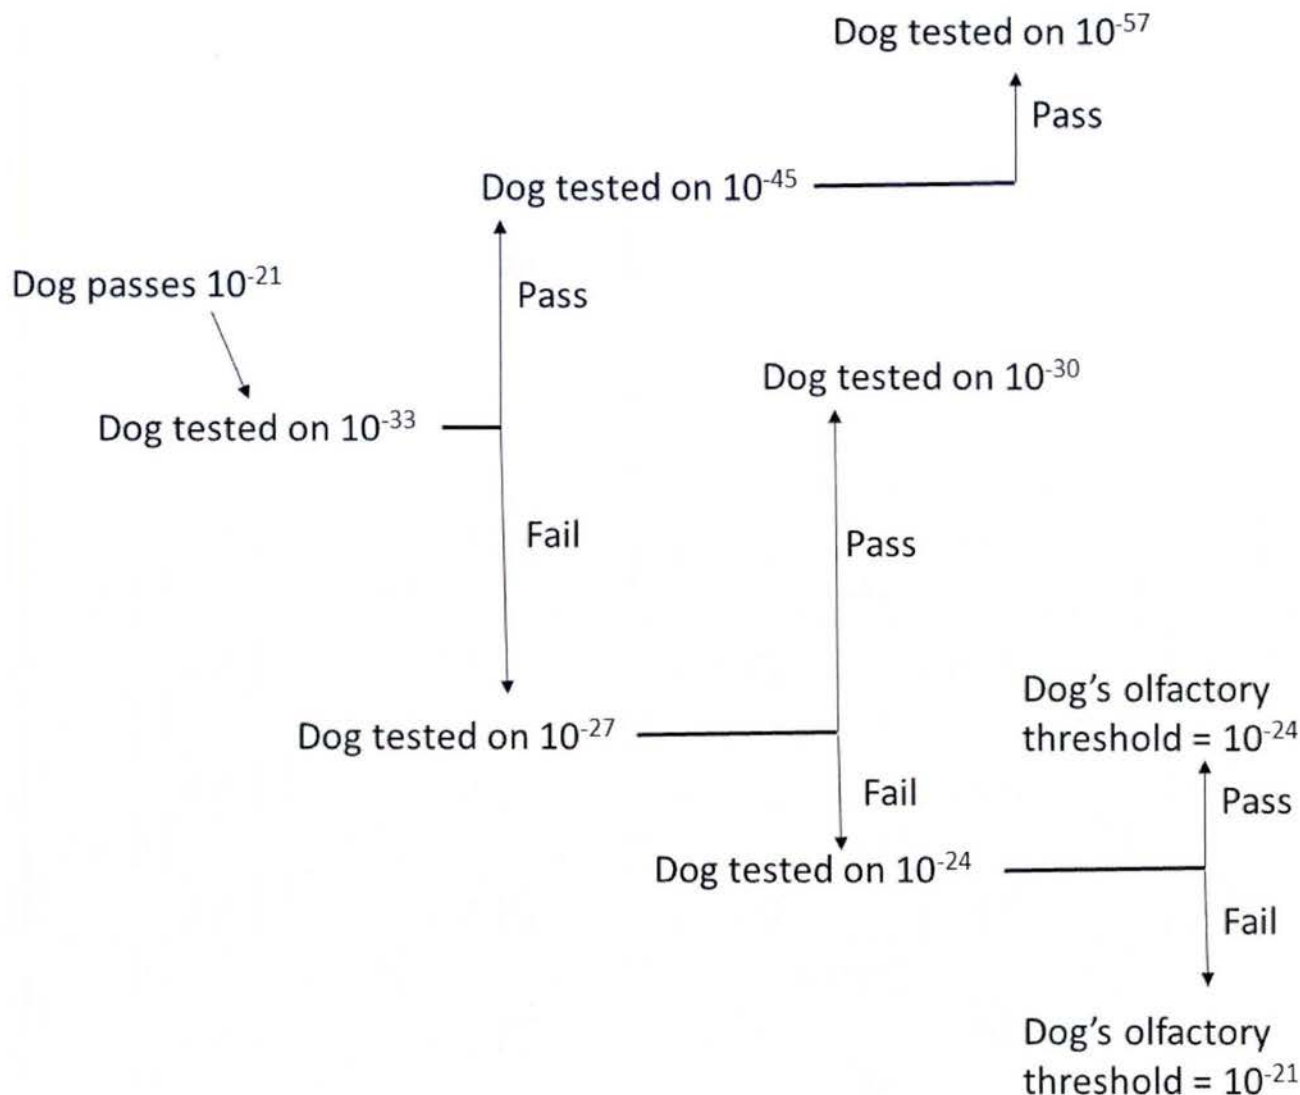 Dog tested on 10⁻⁵⁷
Pass
Dog tested on 10⁻⁴⁵
Dog passes 10⁻²¹
Pass
Dog tested on 10⁻³⁰
Dog tested on 10⁻³³
Fail
Pass
Dog's olfactory
threshold = 10⁻²⁴
Dog tested on 10⁻²⁷
Fail
Pass
Dog tested on 10⁻²⁴
Fail
Dog's olfactory
threshold = 10⁻²¹